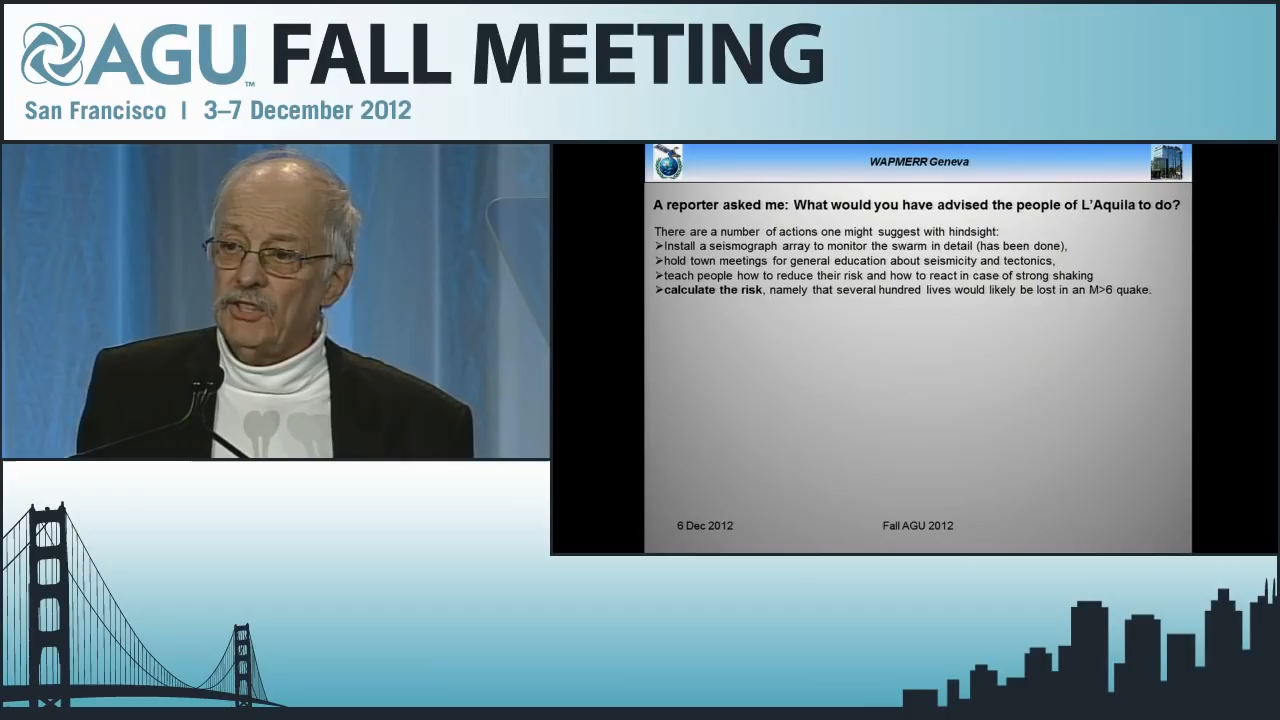 AGU™ FALL MEETING
San Francisco | 3–7 December 2012
WAPMERR Geneva
A reporter asked me: What would you have advised the people of L'Aquila to do?
There are a number of actions one might suggest with hindsight:
➢Install a seismograph array to monitor the swarm in detail (has been done),
➢hold town meetings for general education about seismicity and tectonics,
➢teach people how to reduce their risk and how to react in case of strong shaking
➢calculate the risk, namely that several hundred lives would likely be lost in an M>6 quake.
6 Dec 2012
Fall AGU 2012